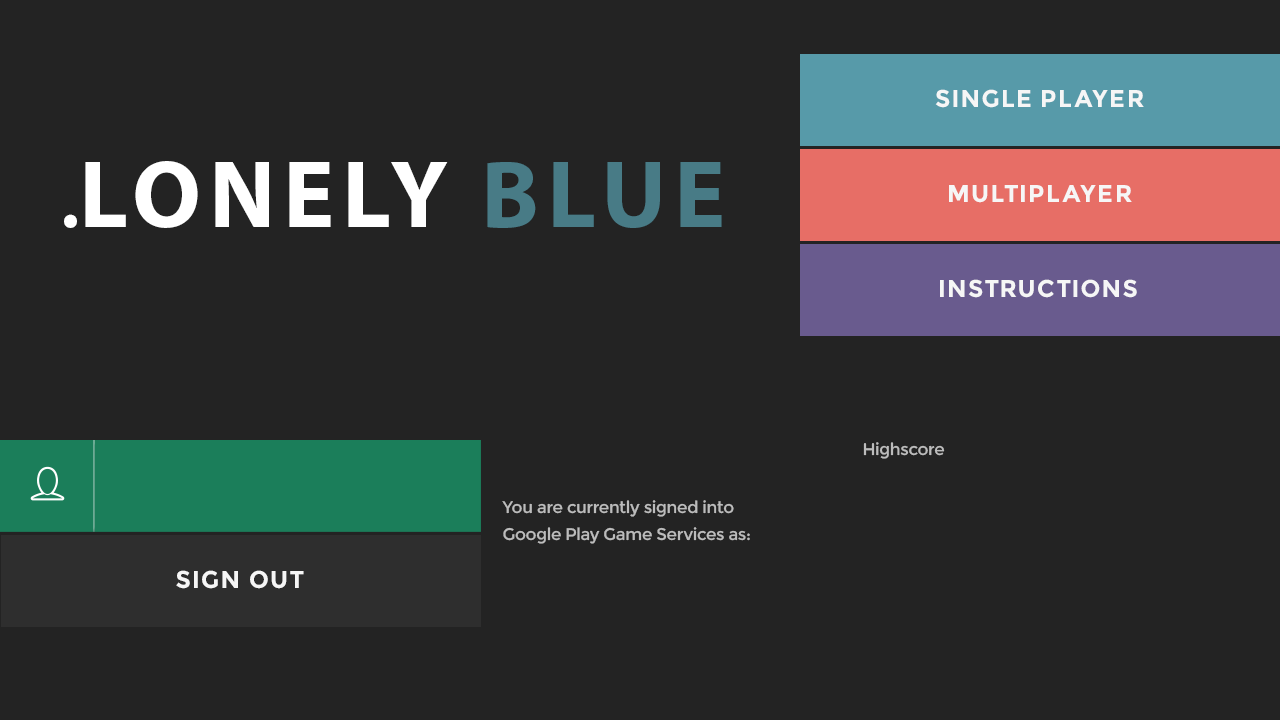 .LONELY BLUE
SINGLE PLAYER
MULTIPLAYER
INSTRUCTIONS
Highscore
You are currently signed into
Google Play Game Services as:
SIGN OUT